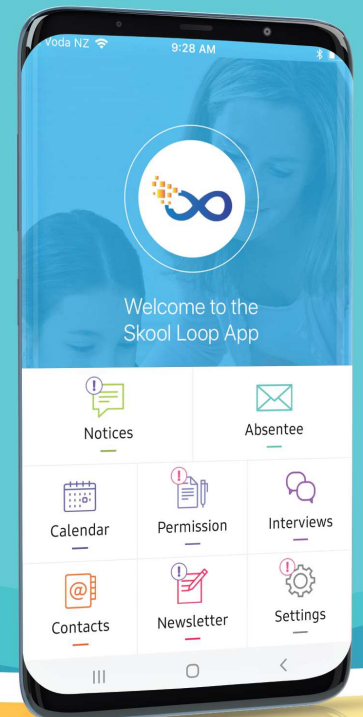 Voda NZ 9:28 AM
Welcome to the
Skool Loop App
!
Notices
Absentee
Calendar
!
Permission
Interviews
@
Contacts
!
Newsletter
!
Settings